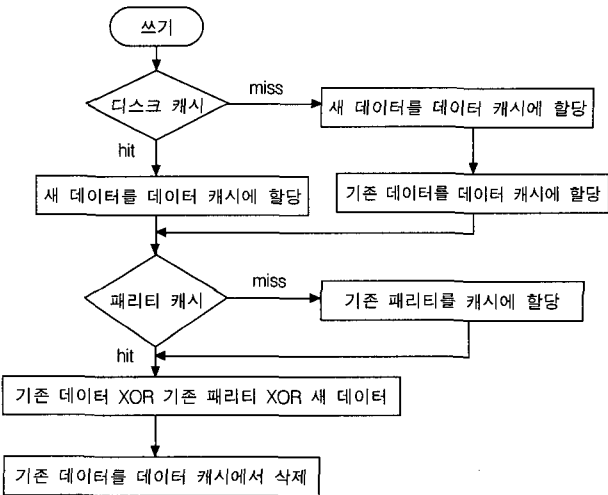 쓰기
디스크 캐시
miss
새 데이터를 데이터 캐시에 할당
hit
새 데이터를 데이터 캐시에 할당
기존 데이터를 데이터 캐시에 할당
패리티 캐시
miss
기존 패리티를 캐시에 할당
hit
기존 데이터 XOR 기존 패리티 XOR 새 데이터
기존 데이터를 데이터 캐시에서 삭제